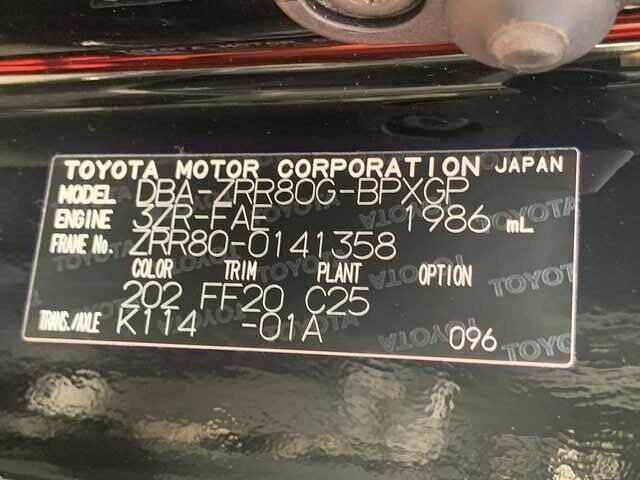 TOYOTA MOTOR CORPORATION JAPAN
MODEL DBA-ZRR80G-BPXGP
ENGINE 3ZR-FAE 1986 mL
FRAME No. ZRR80-0141358
COLOR TRIM PLANT OPTION
202 FF20 C25
TRANS./AXLE K114 -01A 096